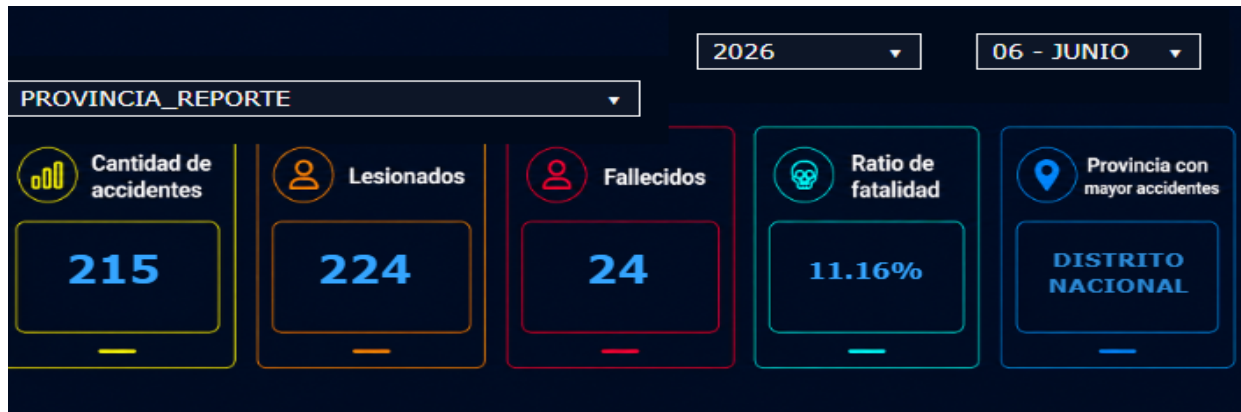 2026
06 - JUNIO
PROVINCIA_REPORTE
Cantidad de
accidentes
215
Lesionados
224
Fallecidos
24
Ratio de
fatalidad
11.16%
Provincia con
mayor accidentes
DISTRITO
NACIONAL